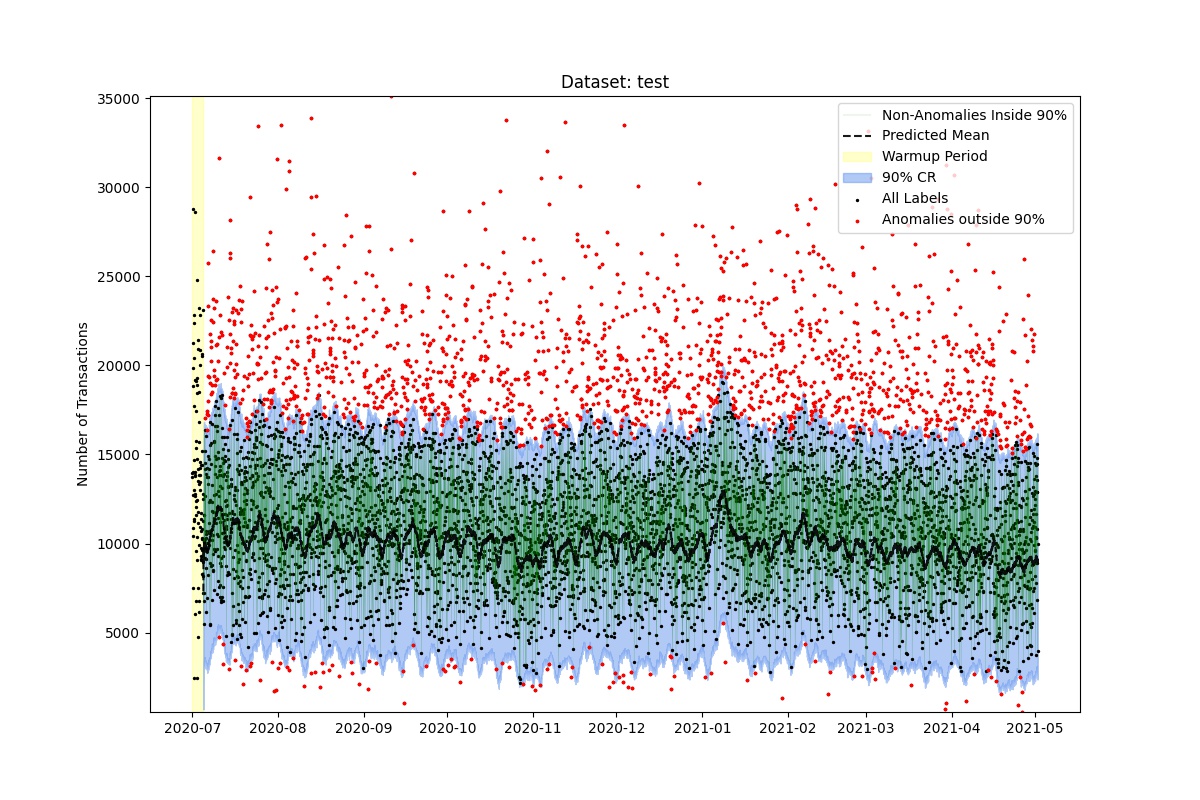 Dataset: test
35000
30000
25000
20000
15000
10000
5000
Number of Transactions
Non-Anomalies Inside 90%
Predicted Mean
Warmup Period
90% CR
All Labels
Anomalies outside 90%
2020-07 2020-08 2020-09 2020-10 2020-11 2020-12 2021-01 2021-02 2021-03 2021-04 2021-05